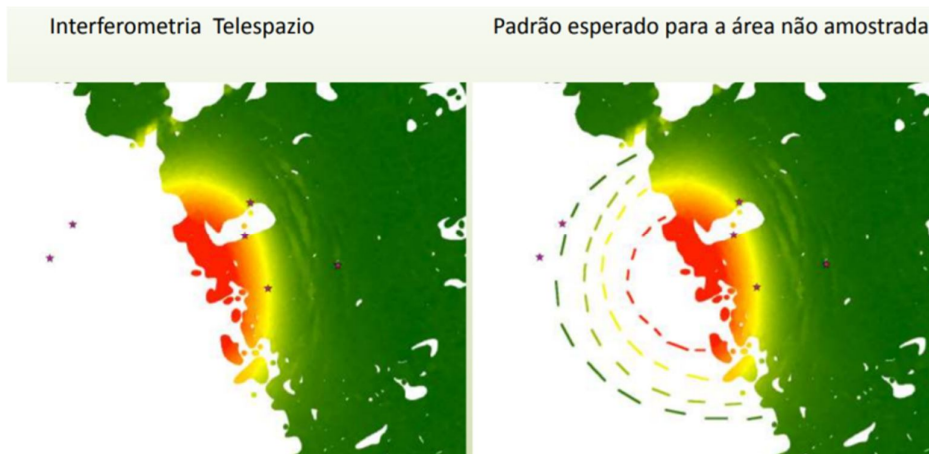 Interferometria Telespazio
Padrão esperado para a área não amostrada